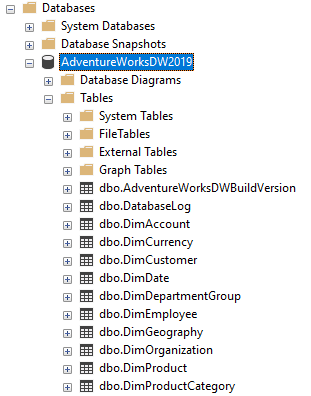 Databases
System Databases
Database Snapshots
AdventureWorksDW2019
Database Diagrams
Tables
System Tables
FileTables
External Tables
Graph Tables
dbo.AdventureWorksDWBuildVersion
dbo.DatabaseLog
dbo.DimAccount
dbo.DimCurrency
dbo.DimCustomer
dbo.DimDate
dbo.DimDepartmentGroup
dbo.DimEmployee
dbo.DimGeography
dbo.DimOrganization
dbo.DimProduct
dbo.DimProductCategory